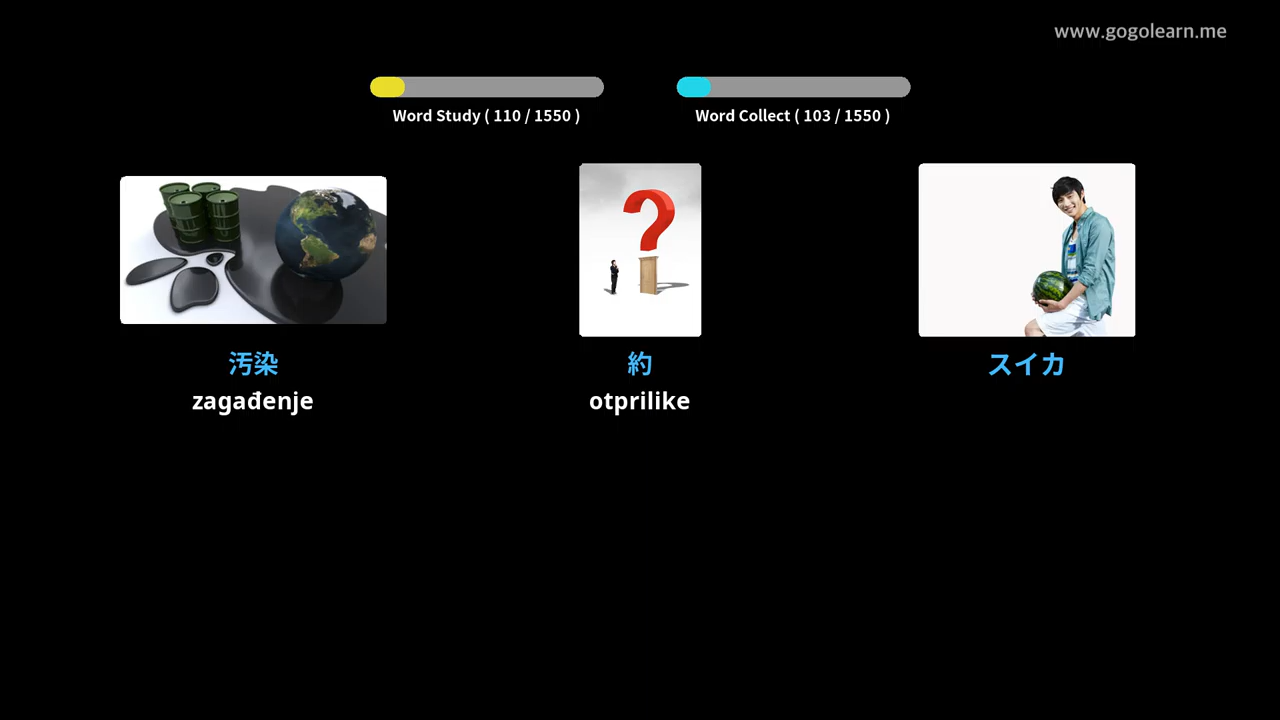 www.gogolearn.me
Word Study ( 110 / 1550 )
Word Collect ( 103 / 1550 )
汚染
約
スイカ
zagađenje
otprilike